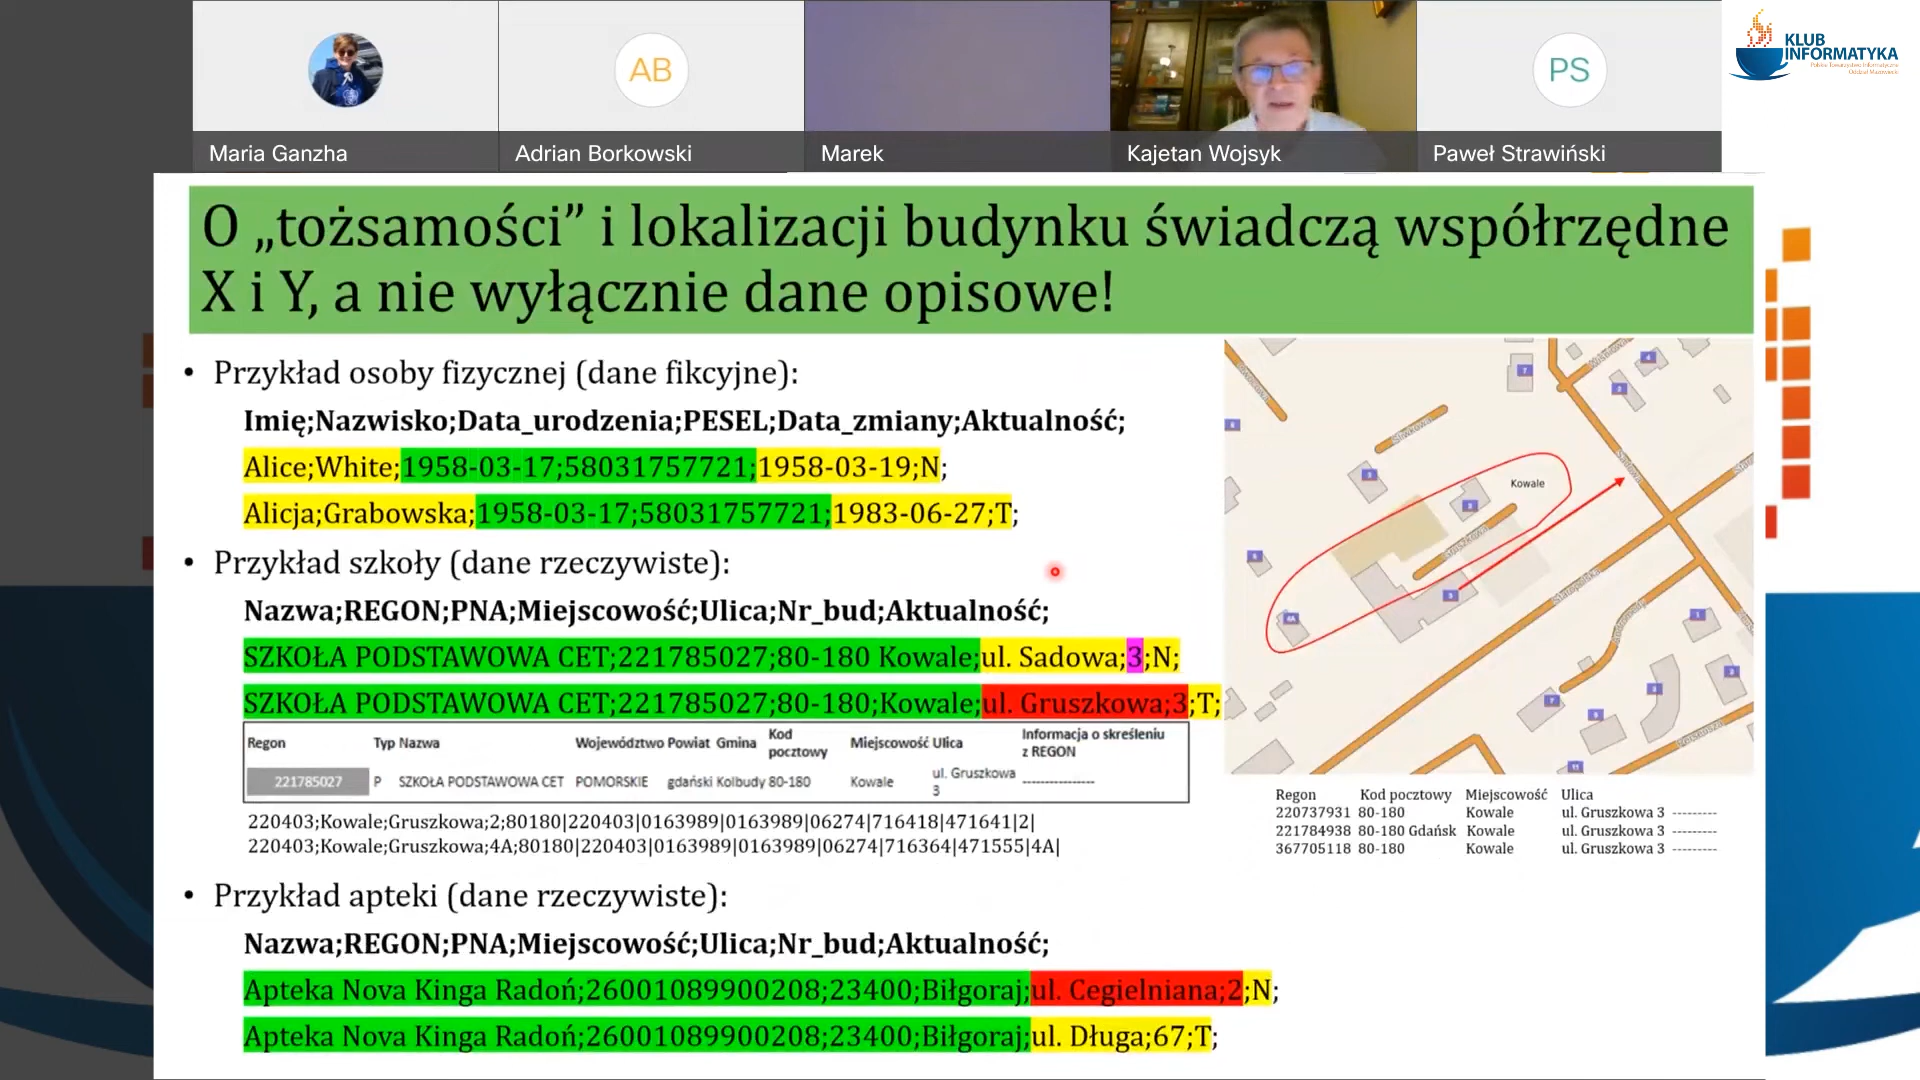 AB
PS
Maria Ganzha
Adrian Borkowski
Marek
Kajetan Wojsyk
Paweł Strawiński
KLUB
INFORMATYKA
Polskie Towarzystwo Informatyczne
Oddział Mazowiecki
O „tożsamości” i lokalizacji budynku świadczą współrzędne
X i Y, a nie wyłącznie dane opisowe!
• Przykład osoby fizycznej (dane fikcyjne):
Imię;Nazwisko;Data_urodzenia;PESEL;Data_zmiany;Aktualność;
Alice;White;1958-03-17;58031757721;1958-03-19;N;
Alicja;Grabowska;1958-03-17;58031757721;1983-06-27;T;
• Przykład szkoły (dane rzeczywiste):
Nazwa;REGON;PNA;Miejscowość;Ulica;Nr_bud;Aktualność;
SZKOŁA PODSTAWOWA CET;221785027;80-180 Kowale;ul. Sadowa;3;N;
SZKOŁA PODSTAWOWA CET;221785027;80-180;Kowale;ul. Gruszkowa;3;T;
Regon Typ Nazwa Województwo Powiat Gmina Kod pocztowy Miejscowość Ulica Informacja o skreśleniu z REGON
221785027 P SZKOŁA PODSTAWOWA CET POMORSKIE gdański Kolbudy 80-180 Kowale ul. Gruszkowa 3 ----------------
220403;Kowale;Gruszkowa;2;80180|220403|0163989|0163989|06274|716418|471641|2|
220403;Kowale;Gruszkowa;4A;80180|220403|0163989|0163989|06274|716364|471555|4A|
Kowale
Regon Kod pocztowy Miejscowość Ulica
220737931 80-180 Kowale ul. Gruszkowa 3 ---------
221784938 80-180 Gdańsk Kowale ul. Gruszkowa 3 ---------
367705118 80-180 Kowale ul. Gruszkowa 3 ---------
• Przykład apteki (dane rzeczywiste):
Nazwa;REGON;PNA;Miejscowość;Ulica;Nr_bud;Aktualność;
Apteka Nova Kinga Radoń;26001089900208;23400;Biłgoraj;ul. Cegielniana;2;N;
Apteka Nova Kinga Radoń;26001089900208;23400;Biłgoraj;ul. Długa;67;T;